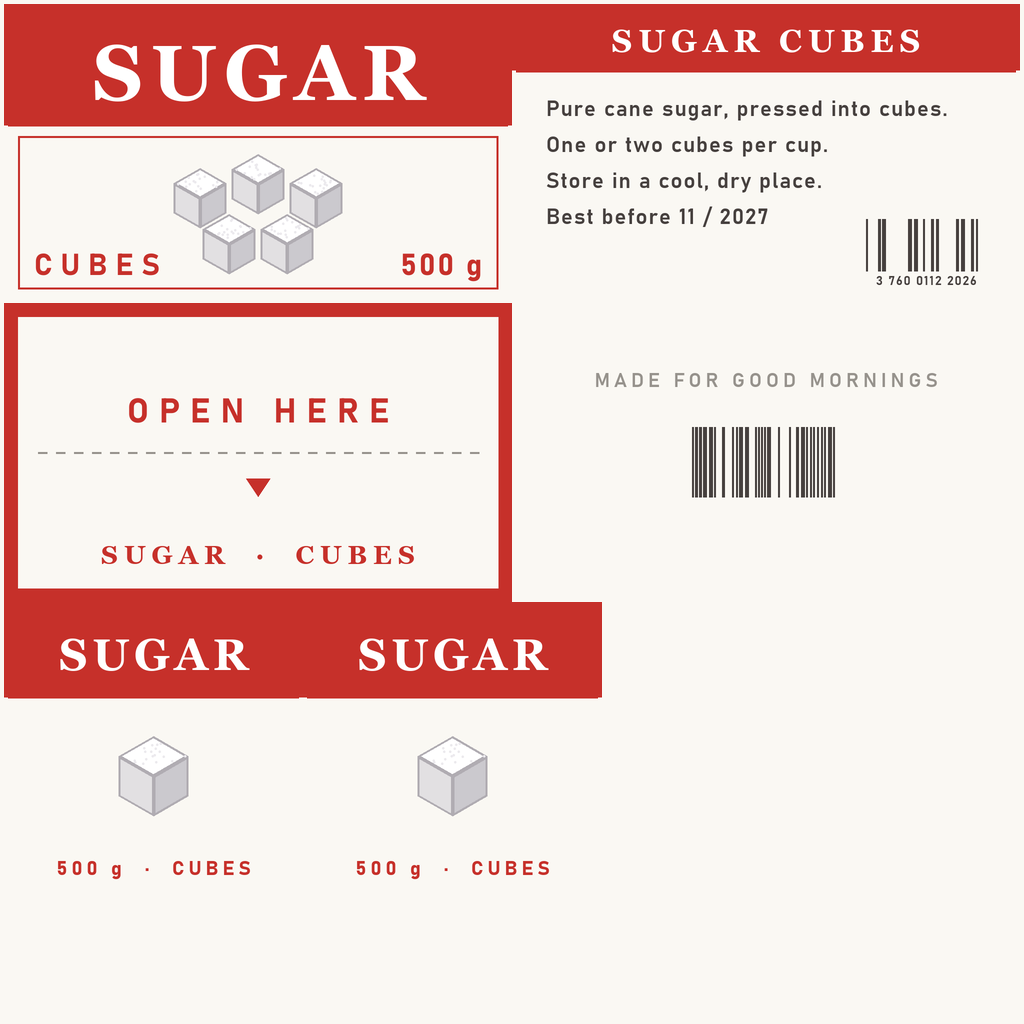 SUGAR
CUBES
500 g
SUGAR CUBES
Pure cane sugar, pressed into cubes.
One or two cubes per cup.
Store in a cool, dry place.
Best before 11 / 2027
3 760 0112 2026
OPEN HERE
SUGAR · CUBES
MADE FOR GOOD MORNINGS
SUGAR
500 g · CUBES
SUGAR
500 g · CUBES